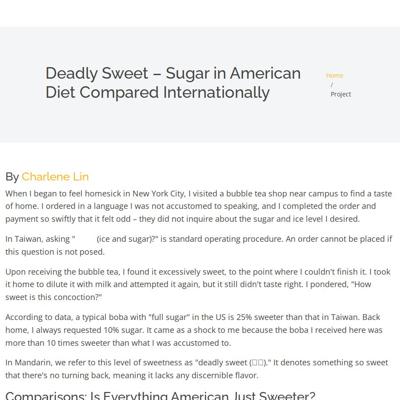 Deadly Sweet – Sugar in American
Diet Compared Internationally
Home
/
Project
By Charlene Lin
When I began to feel homesick in New York City, I visited a bubble tea shop near campus to find a taste
of home. I ordered in a language I was not accustomed to speaking, and I completed the order and
payment so swiftly that it felt odd – they did not inquire about the sugar and ice level I desired.
In Taiwan, asking " (ice and sugar)?" is standard operating procedure. An order cannot be placed if
this question is not posed.
Upon receiving the bubble tea, I found it excessively sweet, to the point where I couldn't finish it. I took
it home to dilute it with milk and attempted it again, but it still didn't taste right. I pondered, "How
sweet is this concoction?"
According to data, a typical boba with "full sugar" in the US is 25% sweeter than that in Taiwan. Back
home, I always requested 10% sugar. It came as a shock to me because the boba I received here was
more than 10 times sweeter than what I was accustomed to.
In Mandarin, we refer to this level of sweetness as "deadly sweet (□□)." It denotes something so sweet
that there's no turning back, meaning it lacks any discernible flavor.
Comparisons: Is Everything American Just Sweeter?